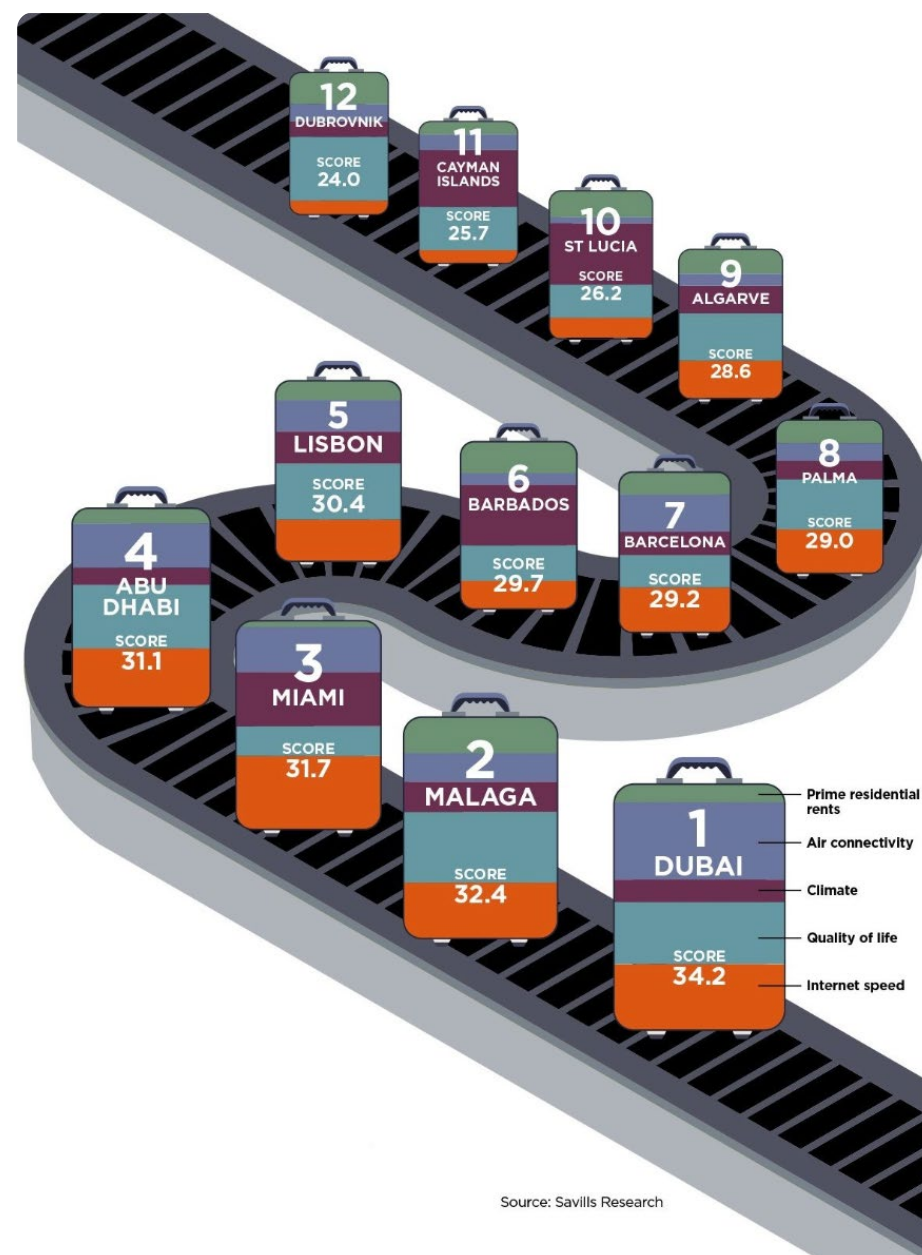 12
DUBROVNIK
SCORE
24.0
11
CAYMAN
ISLANDS
SCORE
25.7
10
ST LUCIA
SCORE
26.2
9
ALGARVE
SCORE
28.6
5
LISBON
SCORE
30.4
6
BARBADOS
SCORE
29.7
7
BARCELONA
SCORE
29.2
8
PALMA
SCORE
29.0
4
ABU
DHABI
SCORE
31.1
3
MIAMI
SCORE
31.7
2
MALAGA
SCORE
32.4
1
DUBAI
SCORE
34.2
Prime residential
rents
Air connectivity
Climate
Quality of life
Internet speed
Source: Savills Research